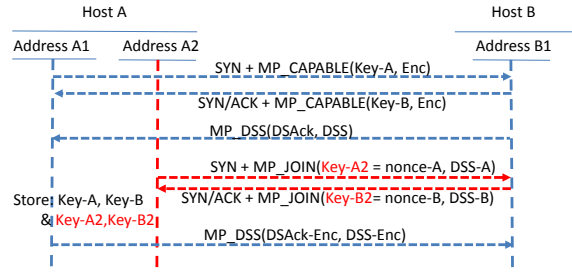 Host A
Host B
Address A1
Address A2
Address B1
SYN + MP_CAPABLE(Key-A, Enc)
SYN/ACK + MP_CAPABLE(Key-B, Enc)
MP_DSS(DSAck, DSS)
SYN + MP_JOIN(Key-A2 = nonce-A, DSS-A)
SYN/ACK + MP_JOIN(Key-B2= nonce-B, DSS-B)
Store: Key-A, Key-B
& Key-A2,Key-B2
MP_DSS(DSAck-Enc, DSS-Enc)